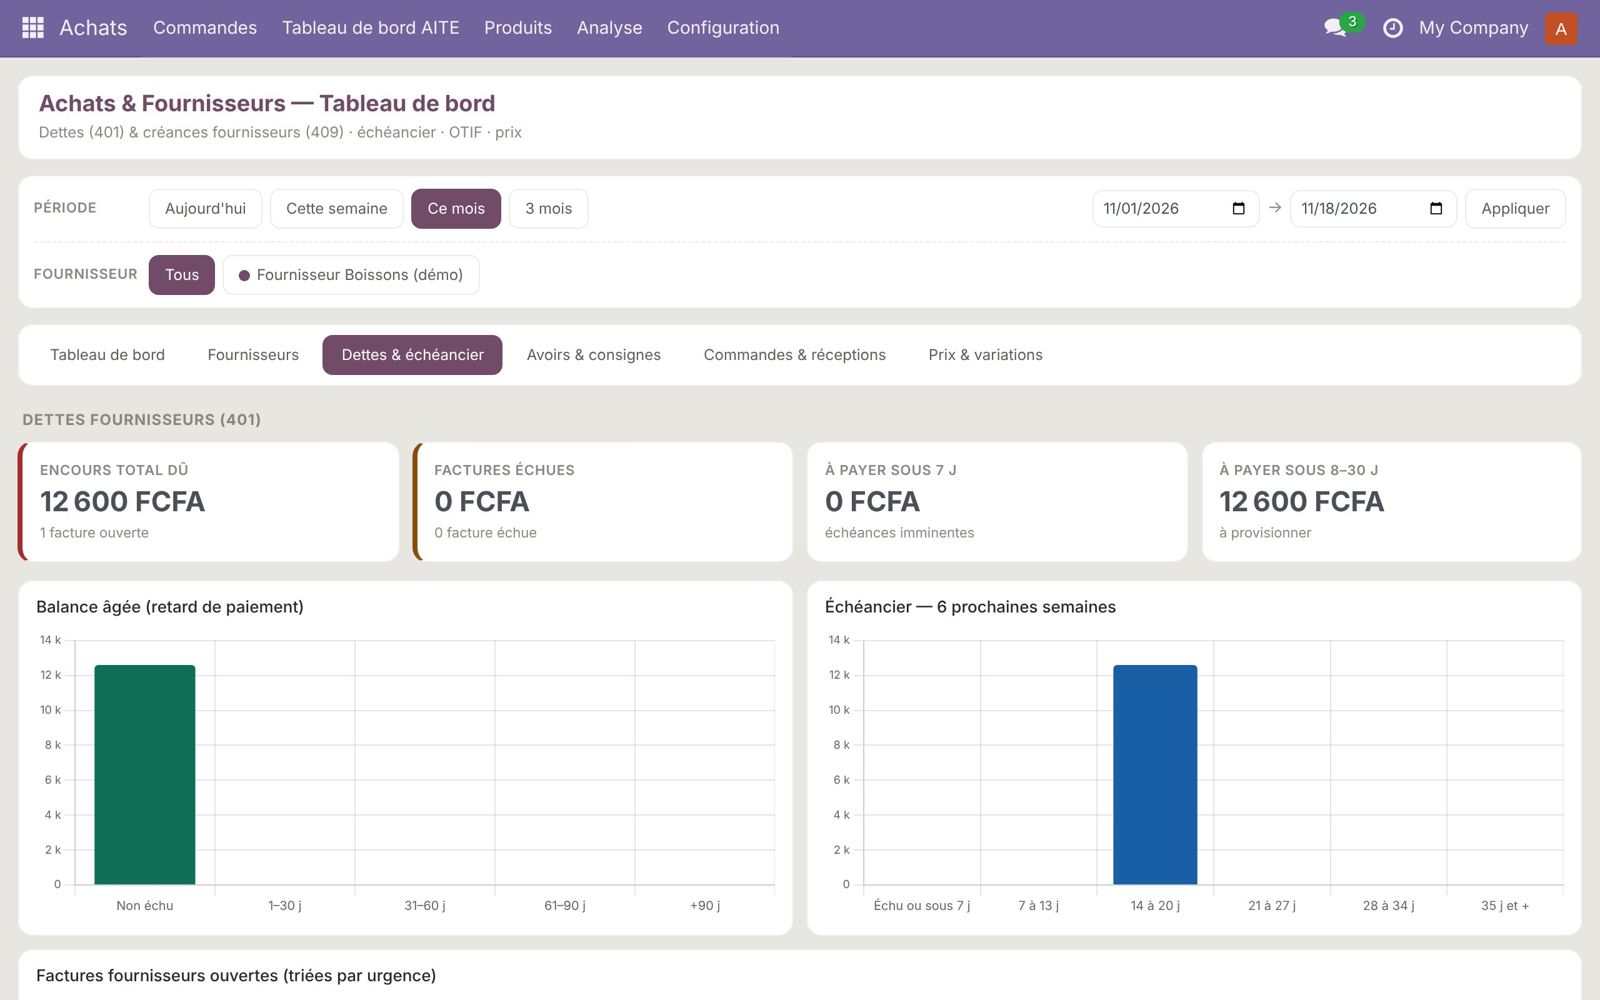 Achats Commandes Tableau de bord AITE Produits Analyse Configuration 3 My Company A
Achats & Fournisseurs — Tableau de bord
Dettes (401) & créances fournisseurs (409) · échéancier · OTIF · prix
PÉRIODE Aujourd'hui Cette semaine Ce mois 3 mois 11/01/2026 → 11/18/2026 Appliquer
FOURNISSEUR Tous Fournisseur Boissons (démo)
Tableau de bord Fournisseurs Dettes & échéancier Avoirs & consignes Commandes & réceptions Prix & variations
DETTES FOURNISSEURS (401)
ENCOURS TOTAL DÛ
12 600 FCFA
1 facture ouverte
FACTURES ÉCHUES
0 FCFA
0 facture échue
À PAYER SOUS 7 J
0 FCFA
échéances imminentes
À PAYER SOUS 8–30 J
12 600 FCFA
à provisionner
Balance âgée (retard de paiement)
14 k
12 k
10 k
8 k
6 k
4 k
2 k
0
Non échu 1–30 j 31–60 j 61–90 j +90 j
Échéancier — 6 prochaines semaines
14 k
12 k
10 k
8 k
6 k
4 k
2 k
0
Échu ou sous 7 j 7 à 13 j 14 à 20 j 21 à 27 j 28 à 34 j 35 j et +
Factures fournisseurs ouvertes (triées par urgence)